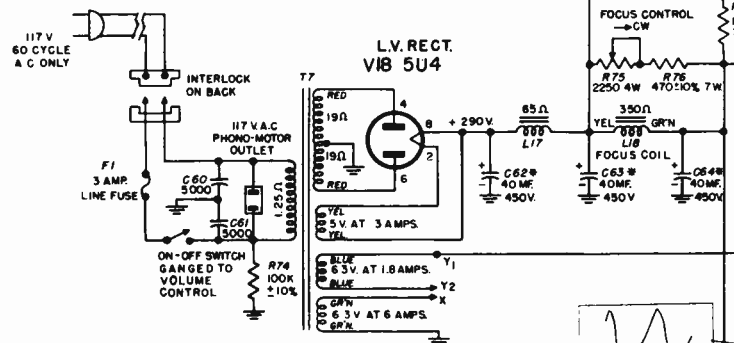 117 V
60 CYCLE
A C ONLY
INTERLOCK
ON BACK
F1
3 AMP.
LINE FUSE
C60
5000
C61
5000
117 V. A.C
PHONO-MOTOR
OUTLET
ON-OFF SWITCH
GANGED TO
VOLUME
CONTROL
R74
100K
±10%
1.25Ω
T7
RED
19Ω
19Ω
RED
L.V. RECT.
V18 5U4
4
8
2
6
+ 290V.
YEL
5 V. AT 3 AMPS.
YEL
BLUE
6 3V. AT 1.8 AMPS.
BLUE
Y1
Y2
X
GR'N
6 3 V. AT 6 AMPS.
GR'N.
65Ω
L17
+
C62*
40 MF.
450V.
FOCUS CONTROL
→CW
R75
2250 4W
R76
470±10% 7W.
350Ω
YEL
GR'N
L18
FOCUS COIL
+
C63*
40 MF.
450V
+
C64*
40MF.
450V.